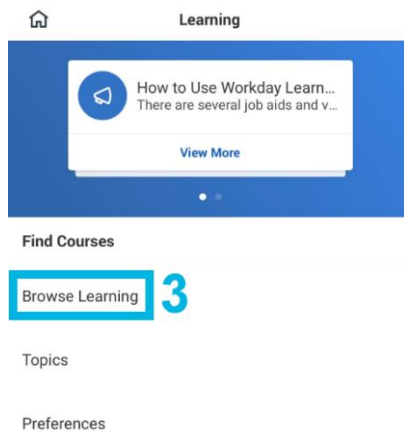 Learning
How to Use Workday Learn...
There are several job aids and v...
View More
Find Courses
Browse Learning 3
Topics
Preferences